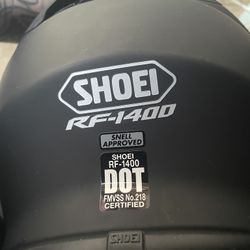 SHOEI
RF-1400
SNELL
APPROVED
SHOEI
RF-1400
DOT
FMVSS No.218
CERTIFIED
SHOEI